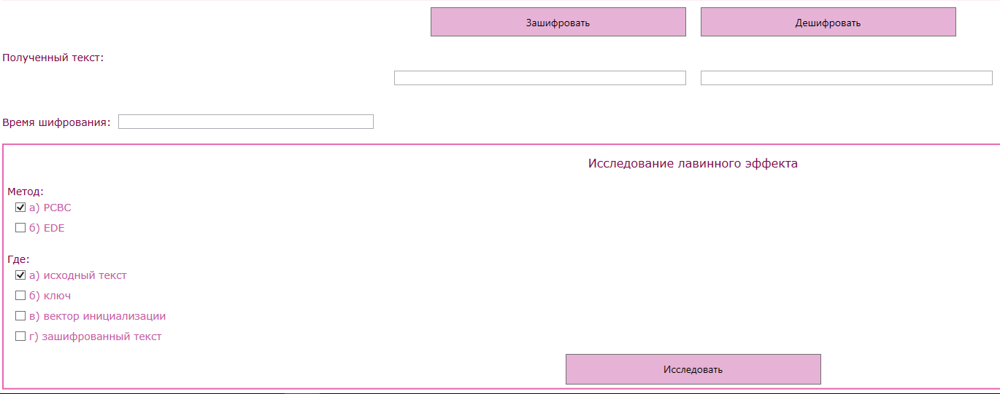 Зашифровать Дешифровать
Полученный текст:
Время шифрования:
Исследование лавинного эффекта
Метод:
а) PCBC
б) EDE
Где:
а) исходный текст
б) ключ
в) вектор инициализации
г) зашифрованный текст
Исследовать